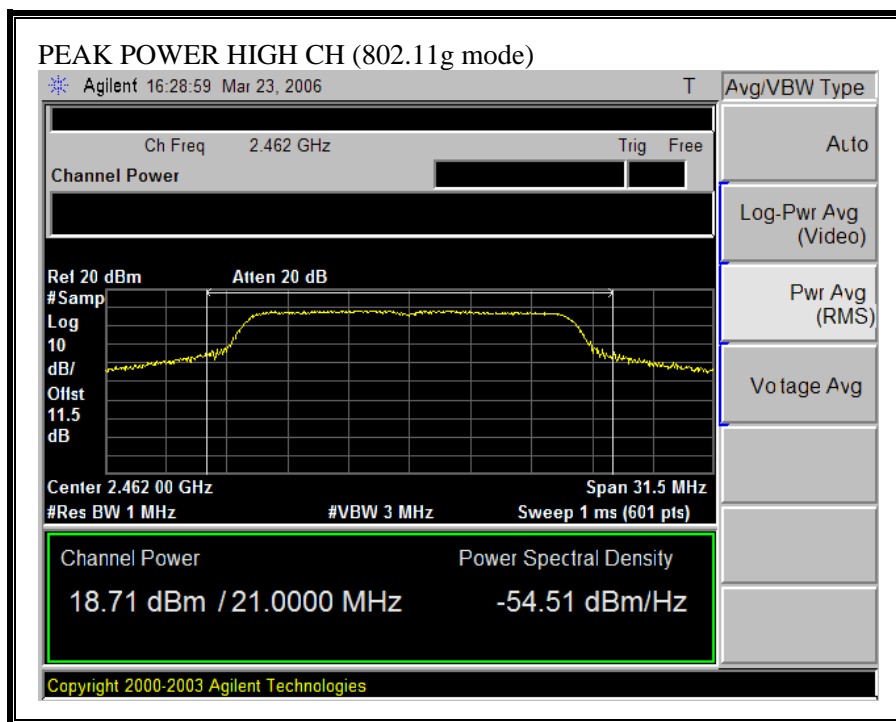 PEAK POWER HIGH CH (802.11g mode)
Agilent 16:28:59 Mar 23, 2006 T
Avg/VBW Type
Ch Freq 2.462 GHz Trig Free
Channel Power
Auto
Log-Pwr Avg
(Video)
Pwr Avg
(RMS)
Vo tage Avg
Ref 20 dBm Atten 20 dB
#Samp
Log
10
dB/
Offst
11.5
dB
Center 2.462 00 GHz Span 31.5 MHz
#Res BW 1 MHz #VBW 3 MHz Sweep 1 ms (601 pts)
Channel Power Power Spectral Density
18.71 dBm / 21.0000 MHz -54.51 dBm/Hz
Copyright 2000-2003 Agilent Technologies